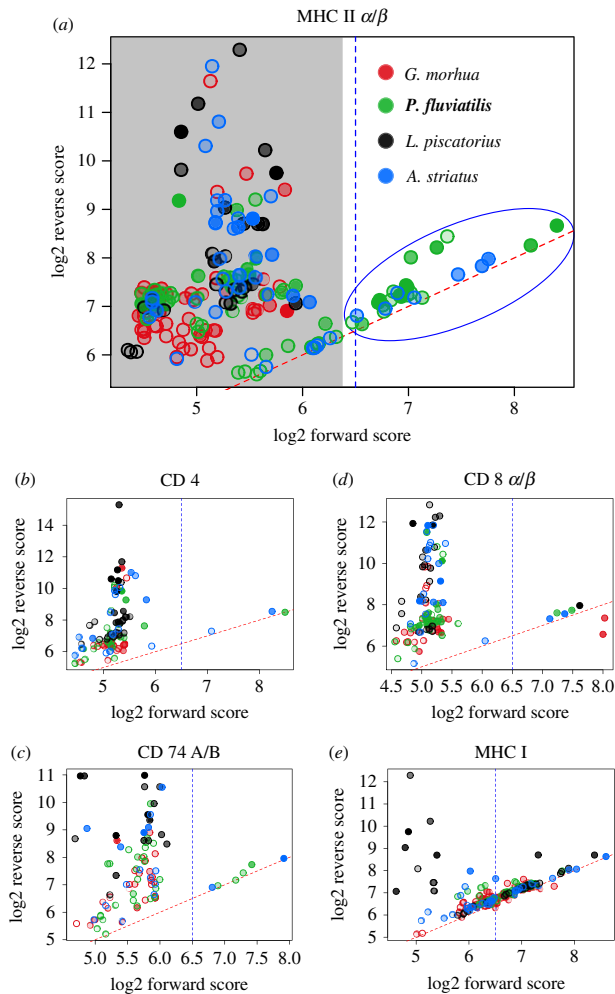 (a) MHC II α/β
log2 reverse score
12
11
10
9
8
7
6
G. morhua
P. fluviatilis
L. piscatorius
A. striatus
5 6 7 8
log2 forward score
(b) CD 4
log2 reverse score
14
12
10
8
6
5 6 7 8
log2 forward score
(d) CD 8 α/β
log2 reverse score
12
10
8
6
4.5 5.0 5.5 6.0 6.5 7.0 7.5 8.0
log2 forward score
(c) CD 74 A/B
log2 reverse score
11
10
9
8
7
6
5
5.0 5.5 6.0 6.5 7.0 7.5 8.0
log2 forward score
(e) MHC I
log2 reverse score
12
11
10
9
8
7
6
5
4 5 6 7 8
log2 forward score